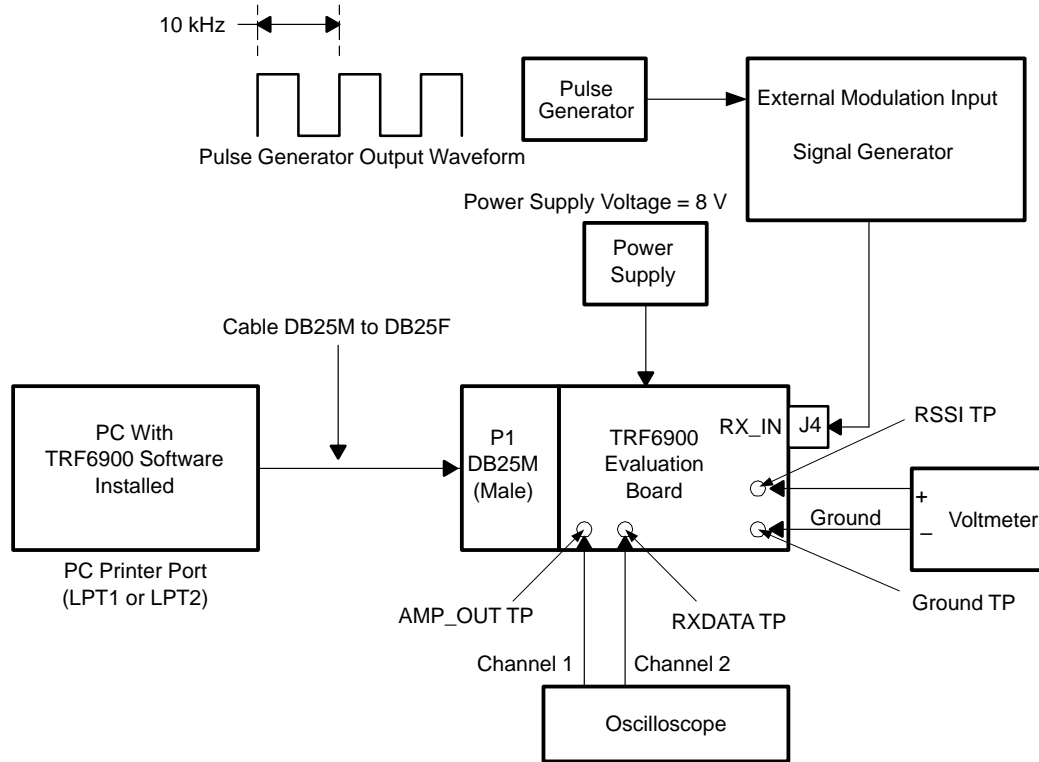 10 kHz
Pulse Generator Output Waveform
Pulse
Generator
External Modulation Input
Signal Generator
Power Supply Voltage = 8 V
Power
Supply
Cable DB25M to DB25F
PC With
TRF6900 Software
Installed
PC Printer Port
(LPT1 or LPT2)
P1
DB25M
(Male)
TRF6900
Evaluation
Board
RX_IN
J4
RSSI TP
+
–
Voltmeter
Ground
Ground TP
AMP_OUT TP
RXDATA TP
Channel 1
Channel 2
Oscilloscope